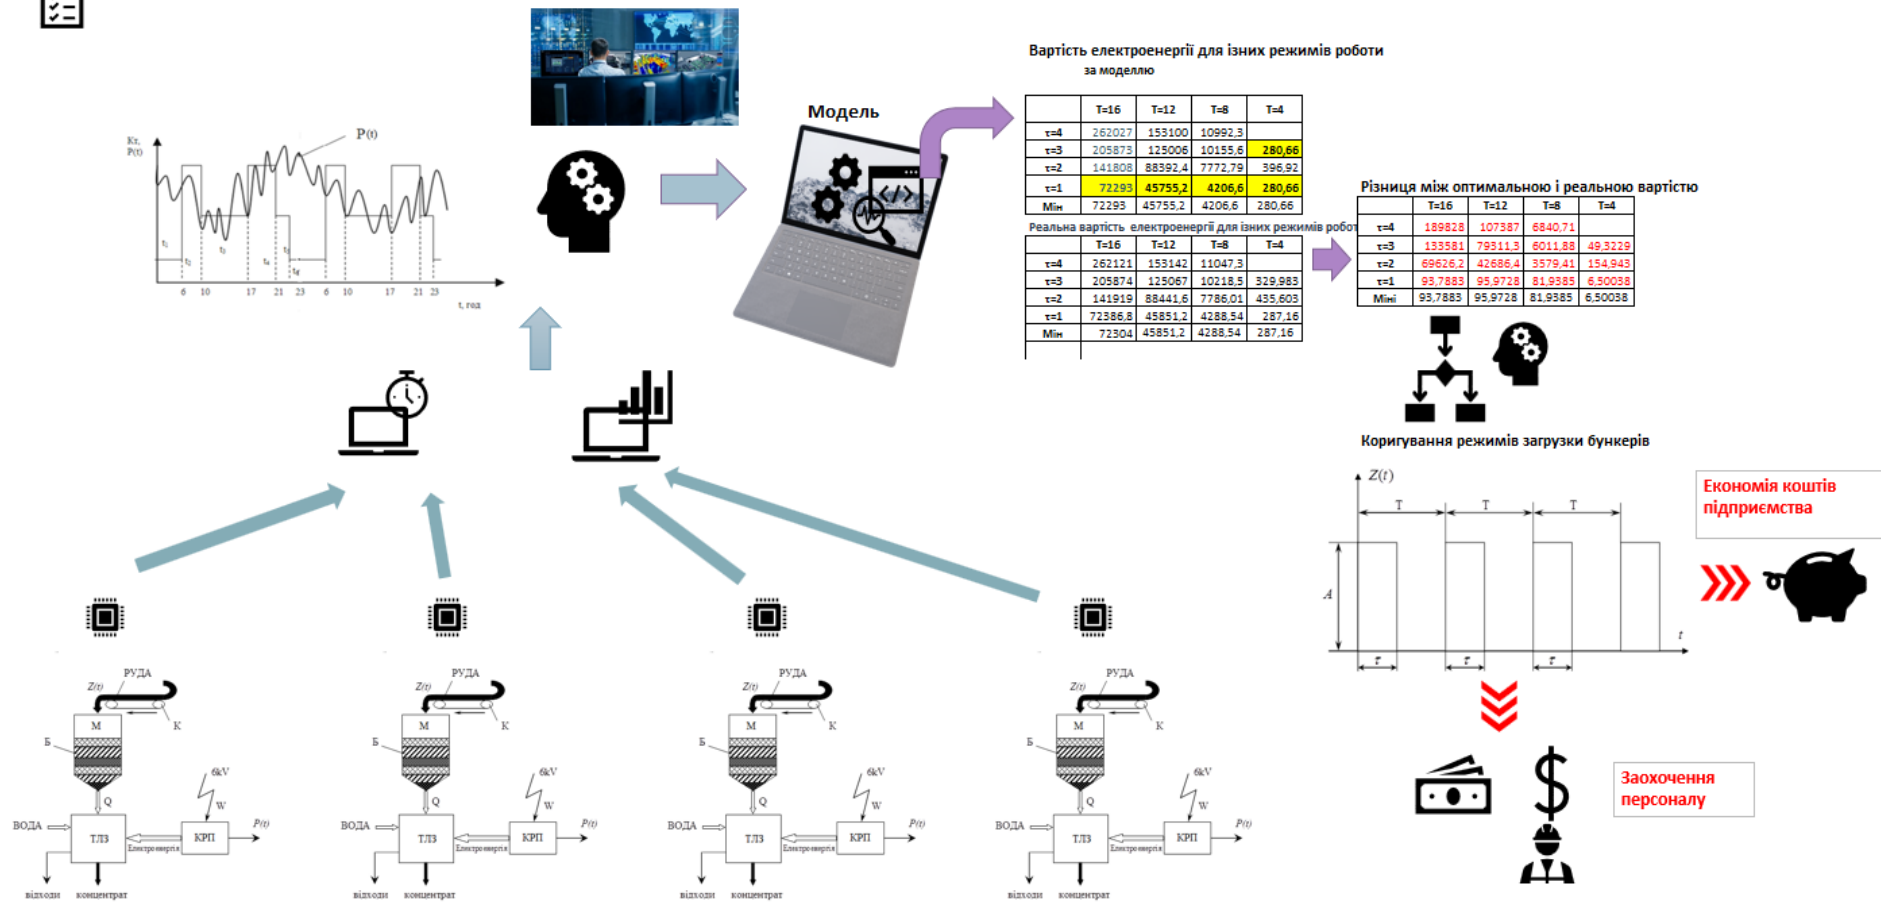 Вартість електроенергії для ізних режимів роботи
за моделлю
Модель
T=16 T=12 T=8 T=4
τ=4 262027 153100 10992,3
τ=3 205873 125006 10155,6 280,66
τ=2 141808 88392,4 7772,79 396,92
τ=1 72293 45755,2 4206,6 280,66
Мін 72293 45755,2 4206,6 280,66
Реальна вартість електроенергії для ізних режимів робот
T=16 T=12 T=8 T=4
τ=4 262121 153142 11047,3
τ=3 205874 125067 10218,5 329,983
τ=2 141919 88441,6 7786,01 435,603
τ=1 72386,8 45851,2 4288,54 287,16
Мін 72304 45851,2 4288,54 287,16
Різниця між оптимальною і реальною вартістю
T=16 T=12 T=8 T=4
τ=4 189828 107387 6840,71
τ=3 133581 79311,3 6011,88 49,3229
τ=2 69626,2 42686,4 3579,41 154,943
τ=1 93,7883 95,9728 81,9385 6,50038
Міні 93,7883 95,9728 81,9385 6,50038
Кт,
P(t)
P(t)
t₁ t₂ t₃ t₄ t₅
6 10 17 21 23 6 10 17 21 23
t, год
Коригування режимів загрузки бункерів
Z(t)
T T T
A
t
τ τ τ
Економія коштів
підприємства
Заохочення
персоналу
РУДА РУДА РУДА РУДА
Z(t) Z(t) Z(t) Z(t)
М К М К М К М К
Б Б Б Б
6kV 6kV 6kV 6kV
Q W Q W Q W Q W
ВОДА ТЛЗ КРП P(t) ВОДА ТЛЗ КРП P(t) ВОДА ТЛЗ КРП P(t) ВОДА ТЛЗ КРП P(t)
Електроенергія Електроенергія Електроенергія Електроенергія
відходи концентрат відходи концентрат відходи концентрат відходи концентрат